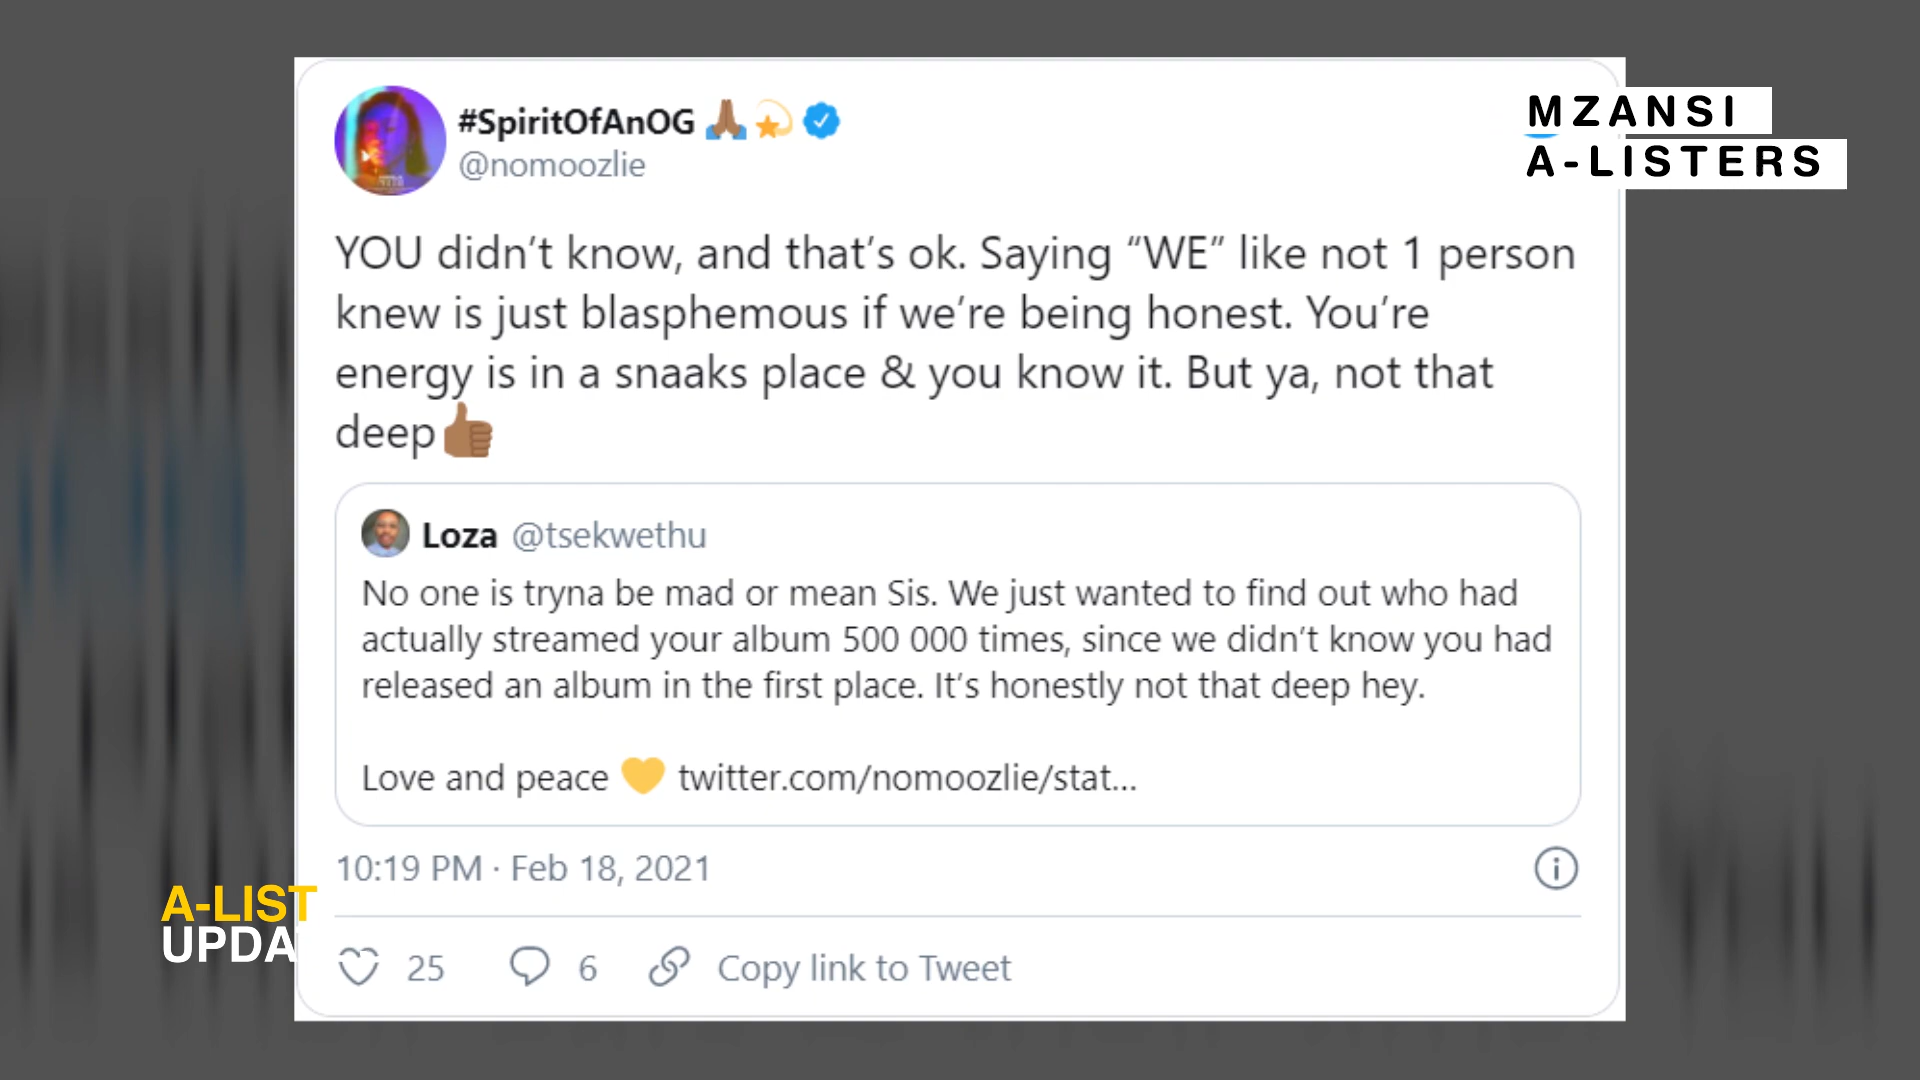 MZANSI
A-LISTERS
#SpiritOfAnOG 🙏🏾💫
@nomoozlie
YOU didn’t know, and that’s ok. Saying “WE” like not 1 person
knew is just blasphemous if we’re being honest. You’re
energy is in a snaaks place & you know it. But ya, not that
deep👍🏾
Loza @tsekwethu
No one is tryna be mad or mean Sis. We just wanted to find out who had
actually streamed your album 500 000 times, since we didn’t know you had
released an album in the first place. It’s honestly not that deep hey.
Love and peace 💛 twitter.com/nomoozlie/stat...
10:19 PM · Feb 18, 2021
25 6 Copy link to Tweet
A-LIST
UPDA